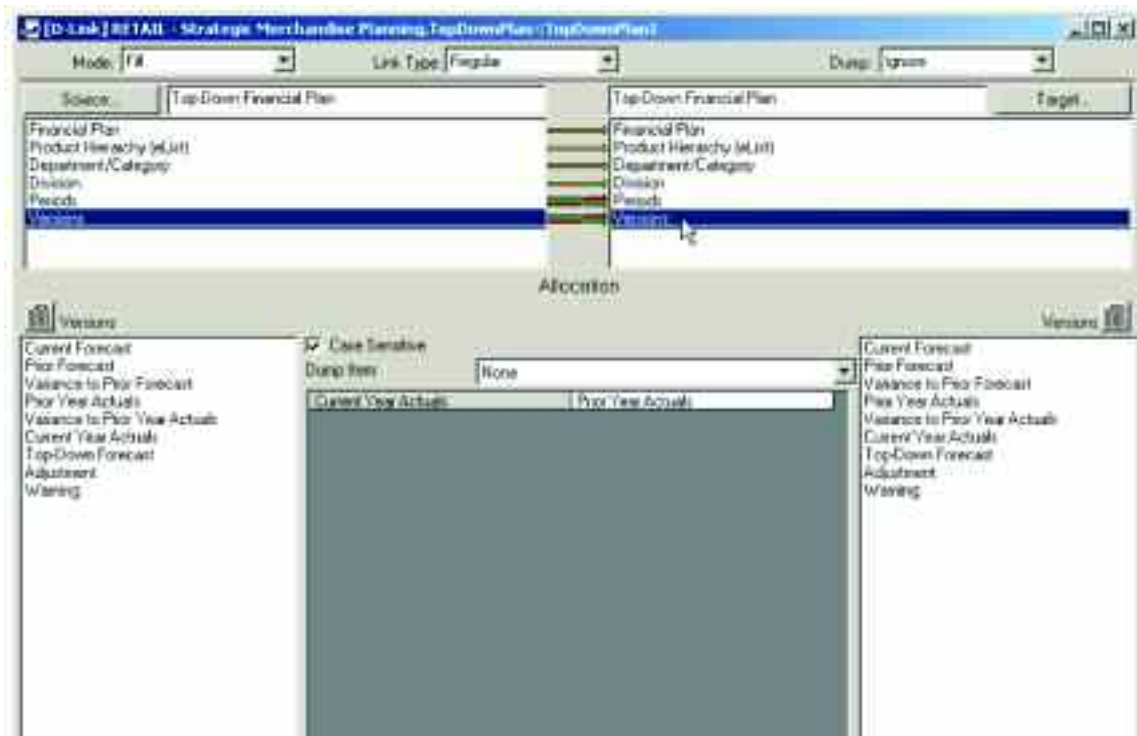 [D-Link] RETAIL - Strategic Merchandise Planning.TopDownPlan: TopDownPlan3
Mode: Fill Link Type: Regular Dump: Ignore
Source... Top-Down Financial Plan Top-Down Financial Plan Target...
Financial Plan Financial Plan
Product Hierarchy (eList) Product Hierarchy (eList)
Department/Category Department/Category
Division Division
Periods Periods
Versions Versions
Allocation
Versions Versions
Current Forecast Case Sensitive Current Forecast
Prior Forecast Dump Item None Prior Forecast
Variance to Prior Forecast Variance to Prior Forecast
Prior Year Actuals Current Year Actuals Prior Year Actuals Prior Year Actuals
Variance to Prior Year Actuals Variance to Prior Year Actuals
Current Year Actuals Current Year Actuals
Top-Down Forecast Top-Down Forecast
Adjustment Adjustment
Warning Warning